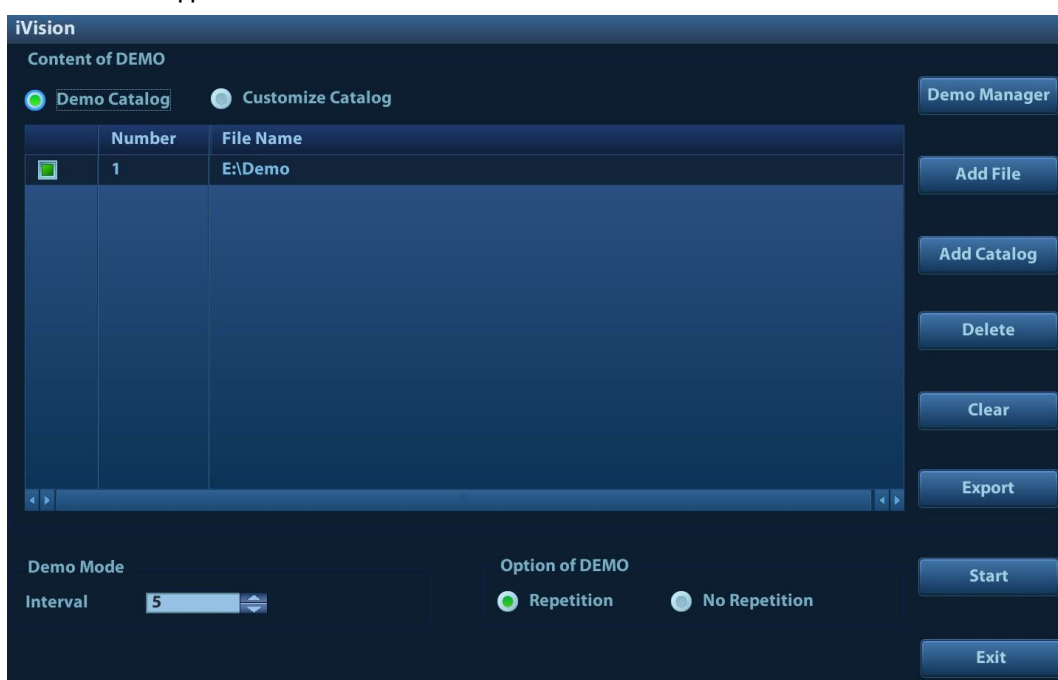 iVision
Content of DEMO
Demo Catalog Customize Catalog
Demo Manager
Number File Name
1 E:\Demo
Add File
Add Catalog
Delete
Clear
Export
Demo Mode
Interval 5
Option of DEMO
Repetition No Repetition
Start
Exit